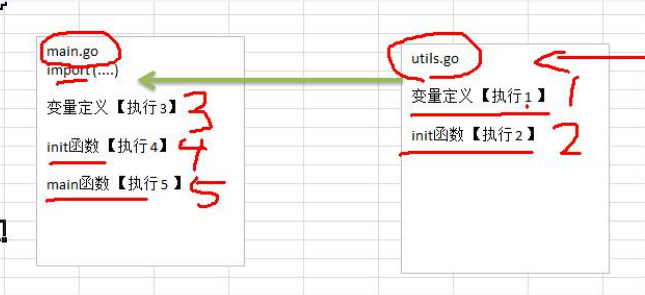 main.go
import (....)
变量定义【执行3】 3
init函数【执行4】 4
main函数【执行5】 5
utils.go
变量定义【执行1】 1
init函数【执行2】 2